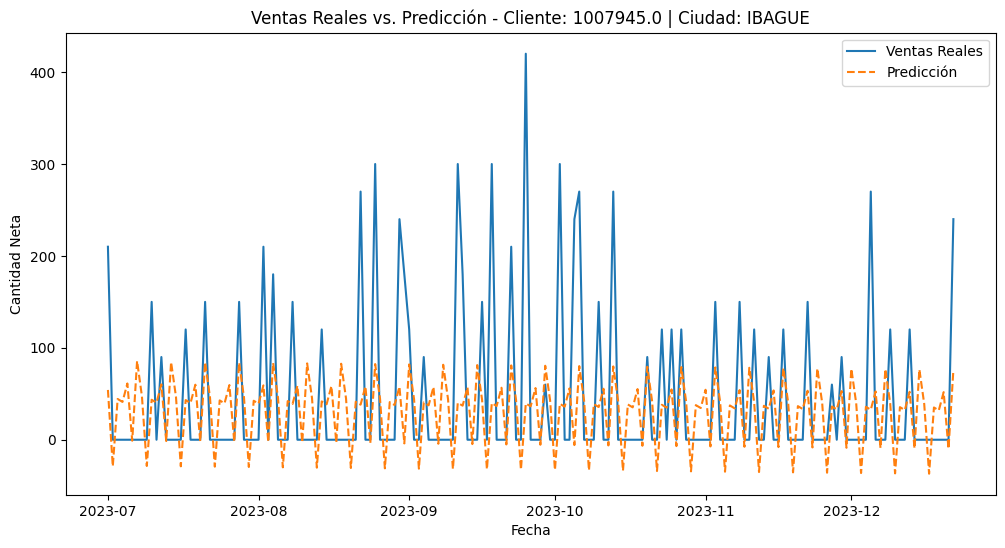 Ventas Reales vs. Predicción - Cliente: 1007945.0 | Ciudad: IBAGUE
Ventas Reales
Predicción
Cantidad Neta
400
300
200
100
0
2023-07
2023-08
2023-09
2023-10
2023-11
2023-12
Fecha